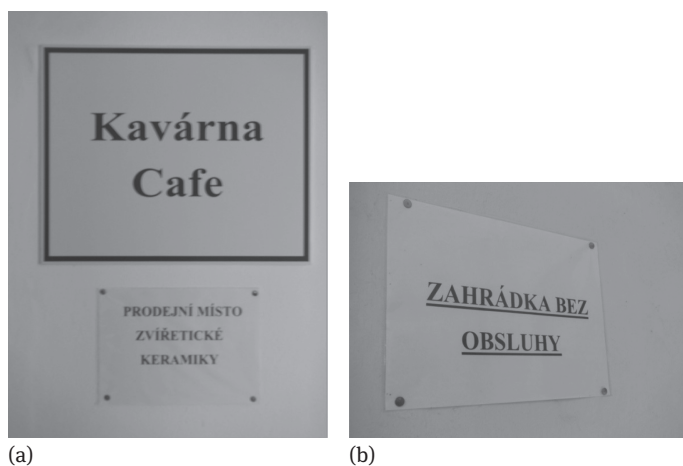 Kavárna
Cafe
PRODEJNÍ MÍSTO
ZVÍŘETICKÉ
KERAMIKY
(a)
ZAHRÁDKA BEZ
OBSLUHY
(b)